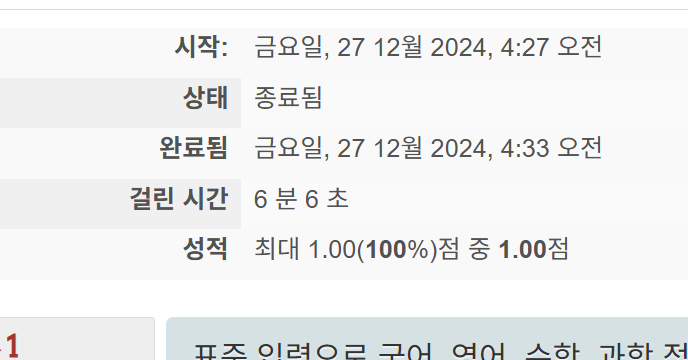 시작: 금요일, 27 12월 2024, 4:27 오전
상태 종료됨
완료됨 금요일, 27 12월 2024, 4:33 오전
걸린 시간 6 분 6 초
성적 최대 1.00(100%)점 중 1.00점
1 표준 입력으로 국어, 영어, 수학, 과학 점